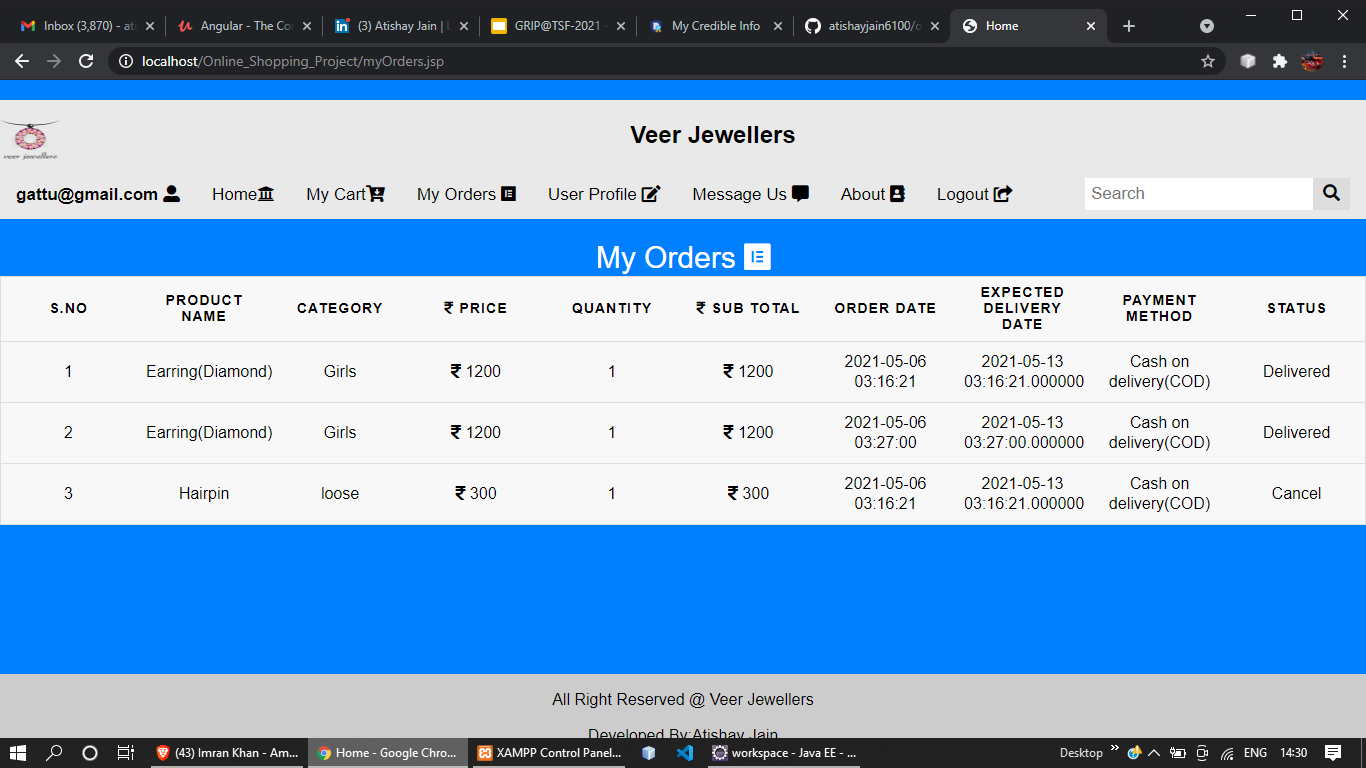 Inbox (3,870) - at
Angular - The Co
(3) Atishay Jain | L
GRIP@TSF-2021 -
My Credible Info
atishayjain6100/o
Home
localhost/Online_Shopping_Project/myOrders.jsp
veer jewellers
Veer Jewellers
gattu@gmail.com Home My Cart My Orders User Profile Message Us About Logout Search
My Orders
S.NO PRODUCT NAME CATEGORY ₹ PRICE QUANTITY ₹ SUB TOTAL ORDER DATE EXPECTED DELIVERY DATE PAYMENT METHOD STATUS
1 Earring(Diamond) Girls ₹ 1200 1 ₹ 1200 2021-05-06 03:16:21 2021-05-13 03:16:21.000000 Cash on delivery(COD) Delivered
2 Earring(Diamond) Girls ₹ 1200 1 ₹ 1200 2021-05-06 03:27:00 2021-05-13 03:27:00.000000 Cash on delivery(COD) Delivered
3 Hairpin loose ₹ 300 1 ₹ 300 2021-05-06 03:16:21 2021-05-13 03:16:21.000000 Cash on delivery(COD) Cancel
All Right Reserved @ Veer Jewellers
Developed By:Atishay Jain
(43) Imran Khan - Am...
Home - Google Chro...
XAMPP Control Panel...
workspace - Java EE - ...
Desktop
ENG
14:30